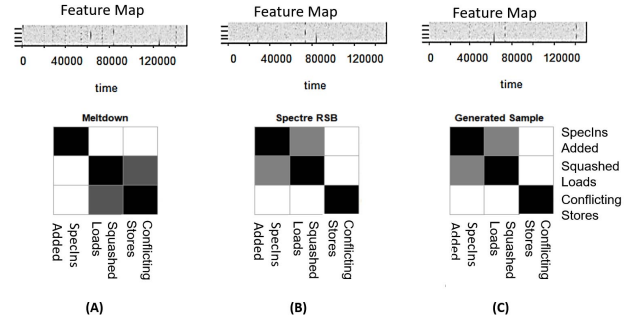 Feature Map
Feature Map
Feature Map
0 40000 80000 120000
0 40000 80000 120000
0 40000 80000 120000
time
time
time
Meltdown
Spectre RSB
Generated Sample
SpecIns
Added
Squashed
Loads
Conflicting
Stores
Added
SpecIns
Loads
Squashed
Stores
Conflicting
Added
SpecIns
Loads
Squashed
Stores
Conflicting
Added
SpecIns
Loads
Squashed
Stores
Conflicting
(A)
(B)
(C)